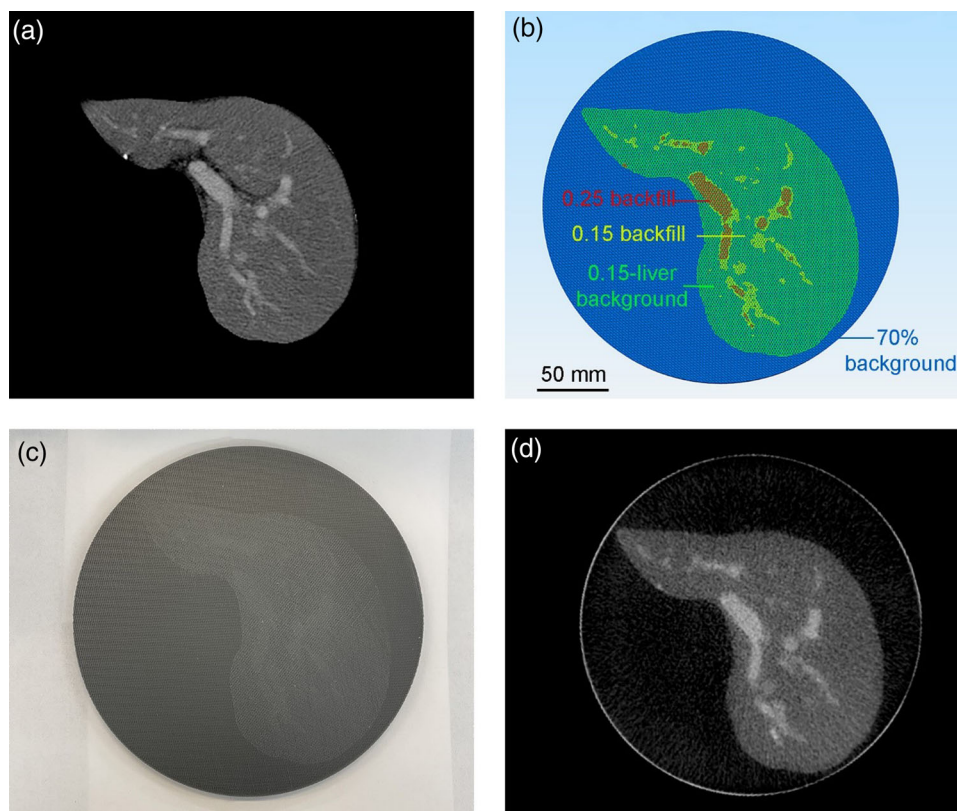 (a)
(b)
0.25 backfill
0.15 backfill
0.15-liver
background
70%
background
50 mm
(c)
(d)